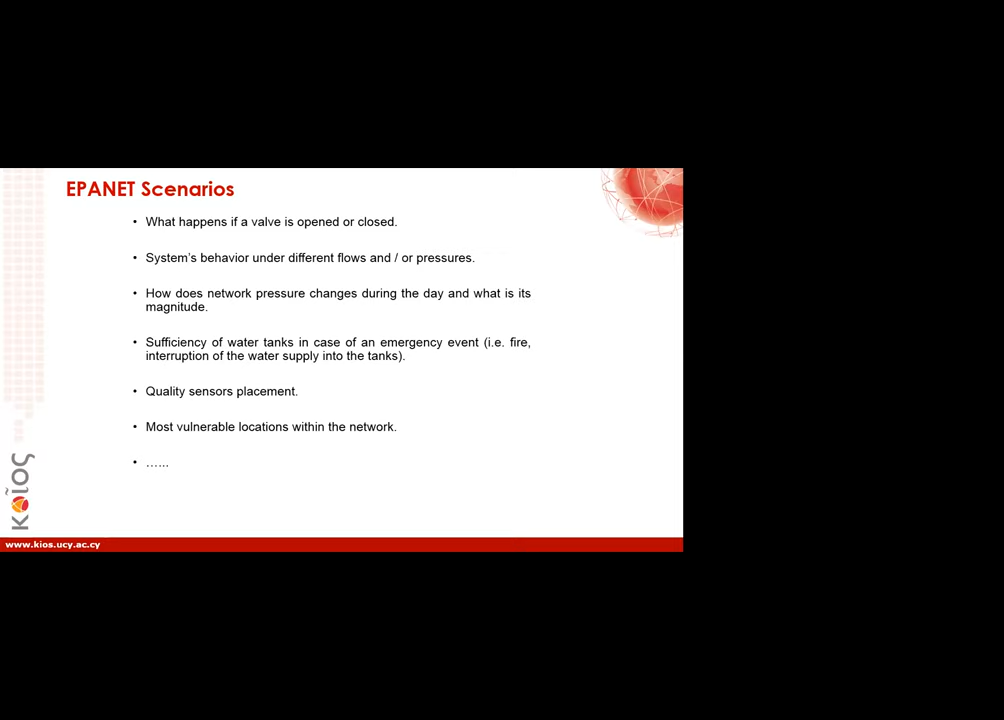 EPANET Scenarios
• What happens if a valve is opened or closed.
• System's behavior under different flows and / or pressures.
• How does network pressure changes during the day and what is its
magnitude.
• Sufficiency of water tanks in case of an emergency event (i.e. fire,
interruption of the water supply into the tanks).
• Quality sensors placement.
• Most vulnerable locations within the network.
• …...
κοῖος
www.kios.ucy.ac.cy